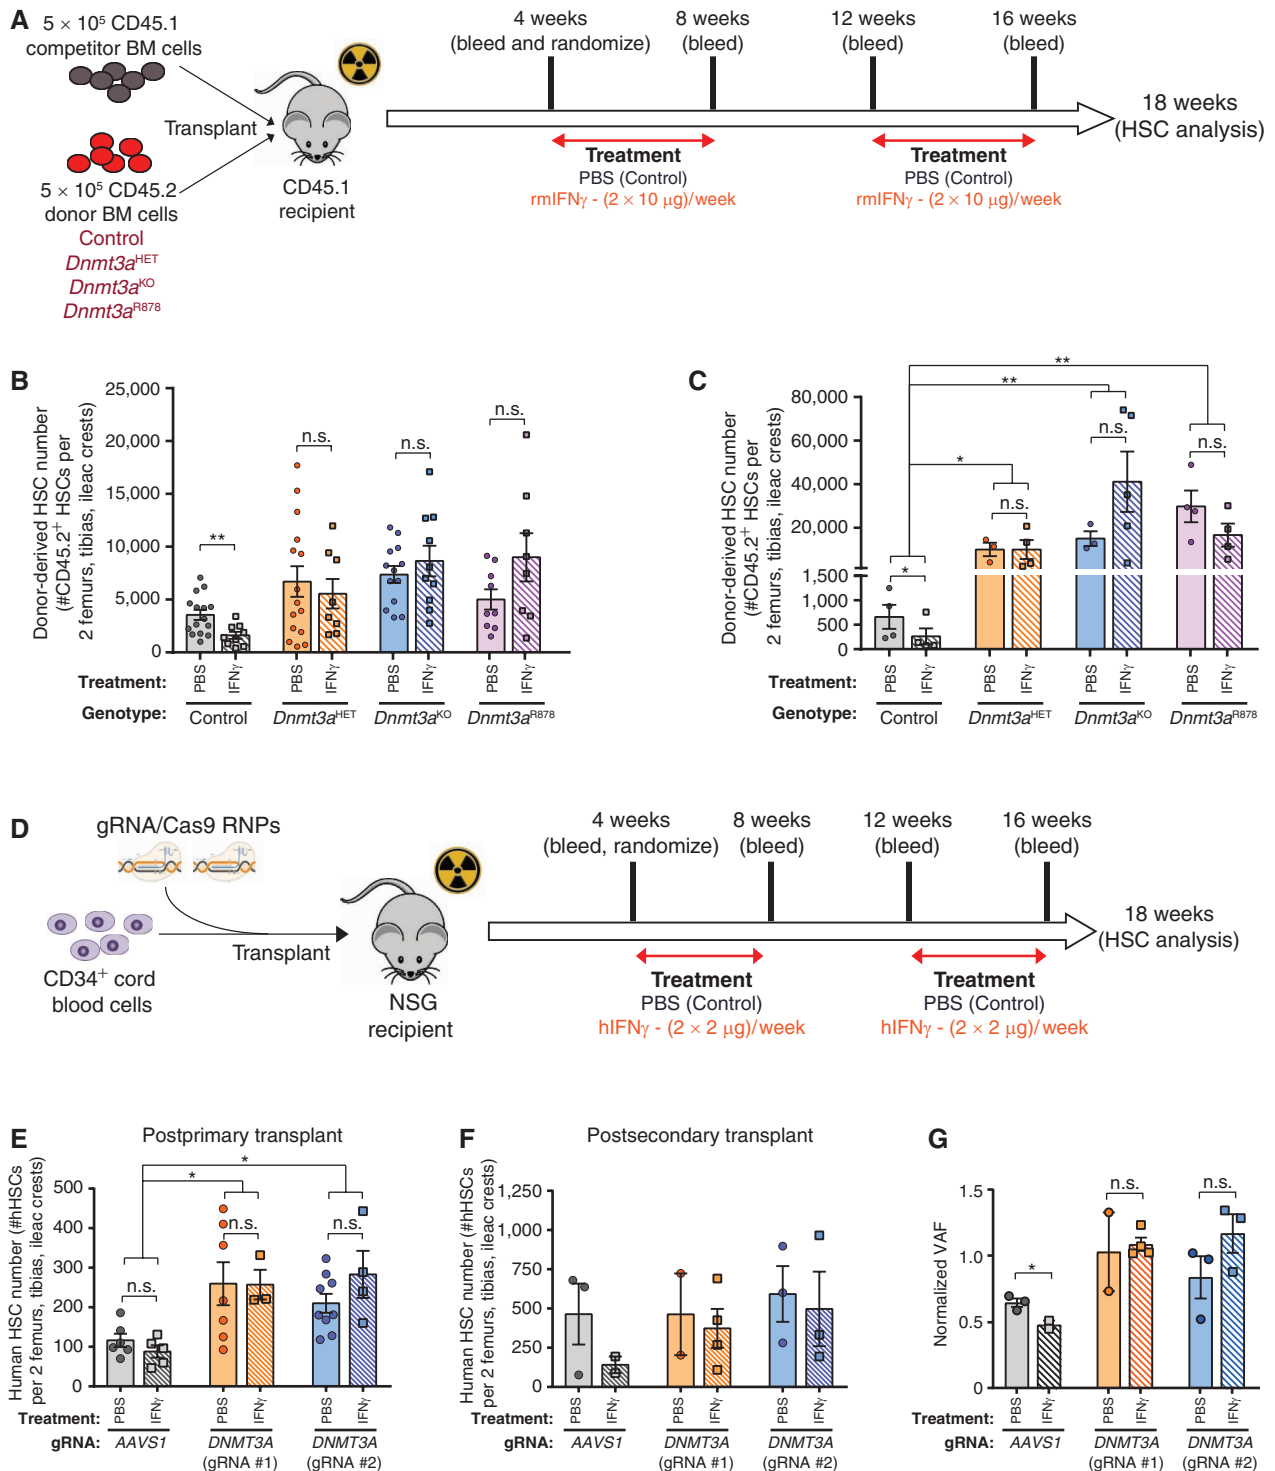 A
5 × 10⁵ CD45.1
competitor BM cells
Transplant
5 × 10⁵ CD45.2
donor BM cells
Control
Dnmt3aᴴᴱᵀ
Dnmt3aᴷᴼ
Dnmt3aᴿ⁸⁷⁸
CD45.1
recipient
4 weeks
(bleed and randomize)
8 weeks
(bleed)
12 weeks
(bleed)
16 weeks
(bleed)
18 weeks
(HSC analysis)
Treatment
PBS (Control)
rmIFNγ - (2 × 10 μg)/week
Treatment
PBS (Control)
rmIFNγ - (2 × 10 μg)/week
B
Donor-derived HSC number
(#CD45.2⁺ HSCs per
2 femurs, tibias, ileac crests)
25,000
20,000
15,000
10,000
5,000
0
**
n.s.
n.s.
n.s.
Treatment:
PBS
IFNγ
PBS
IFNγ
PBS
IFNγ
PBS
IFNγ
Genotype:
Control
Dnmt3aᴴᴱᵀ
Dnmt3aᴷᴼ
Dnmt3aᴿ⁸⁷⁸
C
Donor-derived HSC number
(#CD45.2⁺ HSCs per
2 femurs, tibias, ileac crests)
80,000
60,000
40,000
20,000
1,500
1,000
500
0
**
**
*
*
n.s.
n.s.
n.s.
Treatment:
PBS
IFNγ
PBS
IFNγ
PBS
IFNγ
PBS
IFNγ
Genotype:
Control
Dnmt3aᴴᴱᵀ
Dnmt3aᴷᴼ
Dnmt3aᴿ⁸⁷⁸
D
gRNA/Cas9 RNPs
Transplant
CD34⁺ cord
blood cells
NSG
recipient
4 weeks
(bleed, randomize)
8 weeks
(bleed)
12 weeks
(bleed)
16 weeks
(bleed)
18 weeks
(HSC analysis)
Treatment
PBS (Control)
hIFNγ - (2 × 2 μg)/week
Treatment
PBS (Control)
hIFNγ - (2 × 2 μg)/week
E
Postprimary transplant
Human HSC number (#hHSCs
per 2 femurs, tibias, ileac crests)
500
400
300
200
100
0
*
*
n.s.
n.s.
n.s.
Treatment:
PBS
IFNγ
PBS
IFNγ
PBS
IFNγ
gRNA:
AAVS1
DNMT3A
(gRNA #1)
DNMT3A
(gRNA #2)
F
Postsecondary transplant
Human HSC number (#hHSCs
per 2 femurs, tibias, ileac crests)
1,250
1,000
750
500
250
0
Treatment:
PBS
IFNγ
PBS
IFNγ
PBS
IFNγ
gRNA:
AAVS1
DNMT3A
(gRNA #1)
DNMT3A
(gRNA #2)
G
Normalized VAF
1.5
1.0
0.5
0
*
n.s.
n.s.
Treatment:
PBS
IFNγ
PBS
IFNγ
PBS
IFNγ
gRNA:
AAVS1
DNMT3A
(gRNA #1)
DNMT3A
(gRNA #2)